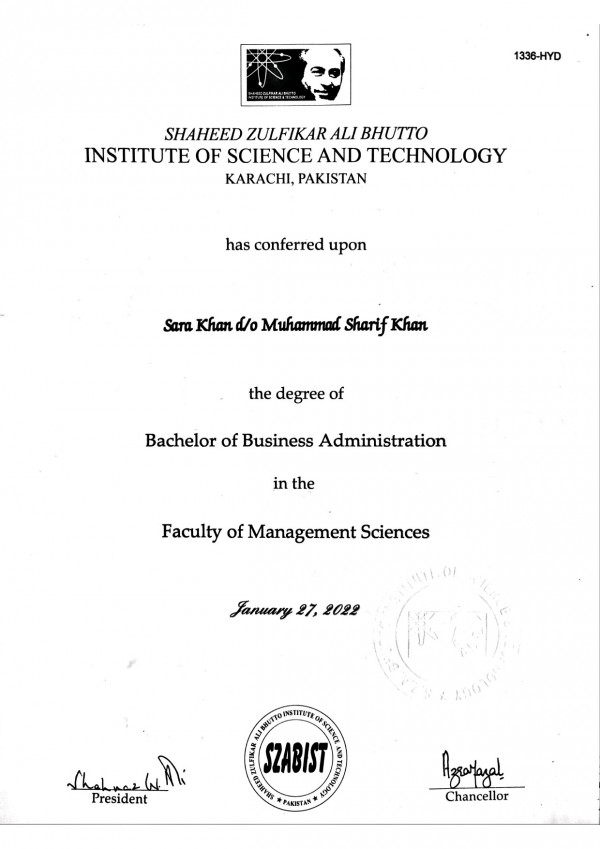 1336-HYD
SHAHEED ZULFIKAR ALI BHUTTO
INSTITUTE OF SCIENCE & TECHNOLOGY
SHAHEED ZULFIKAR ALI BHUTTO
INSTITUTE OF SCIENCE AND TECHNOLOGY
KARACHI, PAKISTAN
has conferred upon
Sara Khan d/o Muhammad Sharif Khan
the degree of
Bachelor of Business Administration
in the
Faculty of Management Sciences
January 27, 2022
SHAHEED ZULFIKAR ALI BHUTTO INSTITUTE OF SCIENCE AND TECHNOLOGY
SZABIST
★ PAKISTAN ★
Shahnaz W. Ali
President
Chancellor